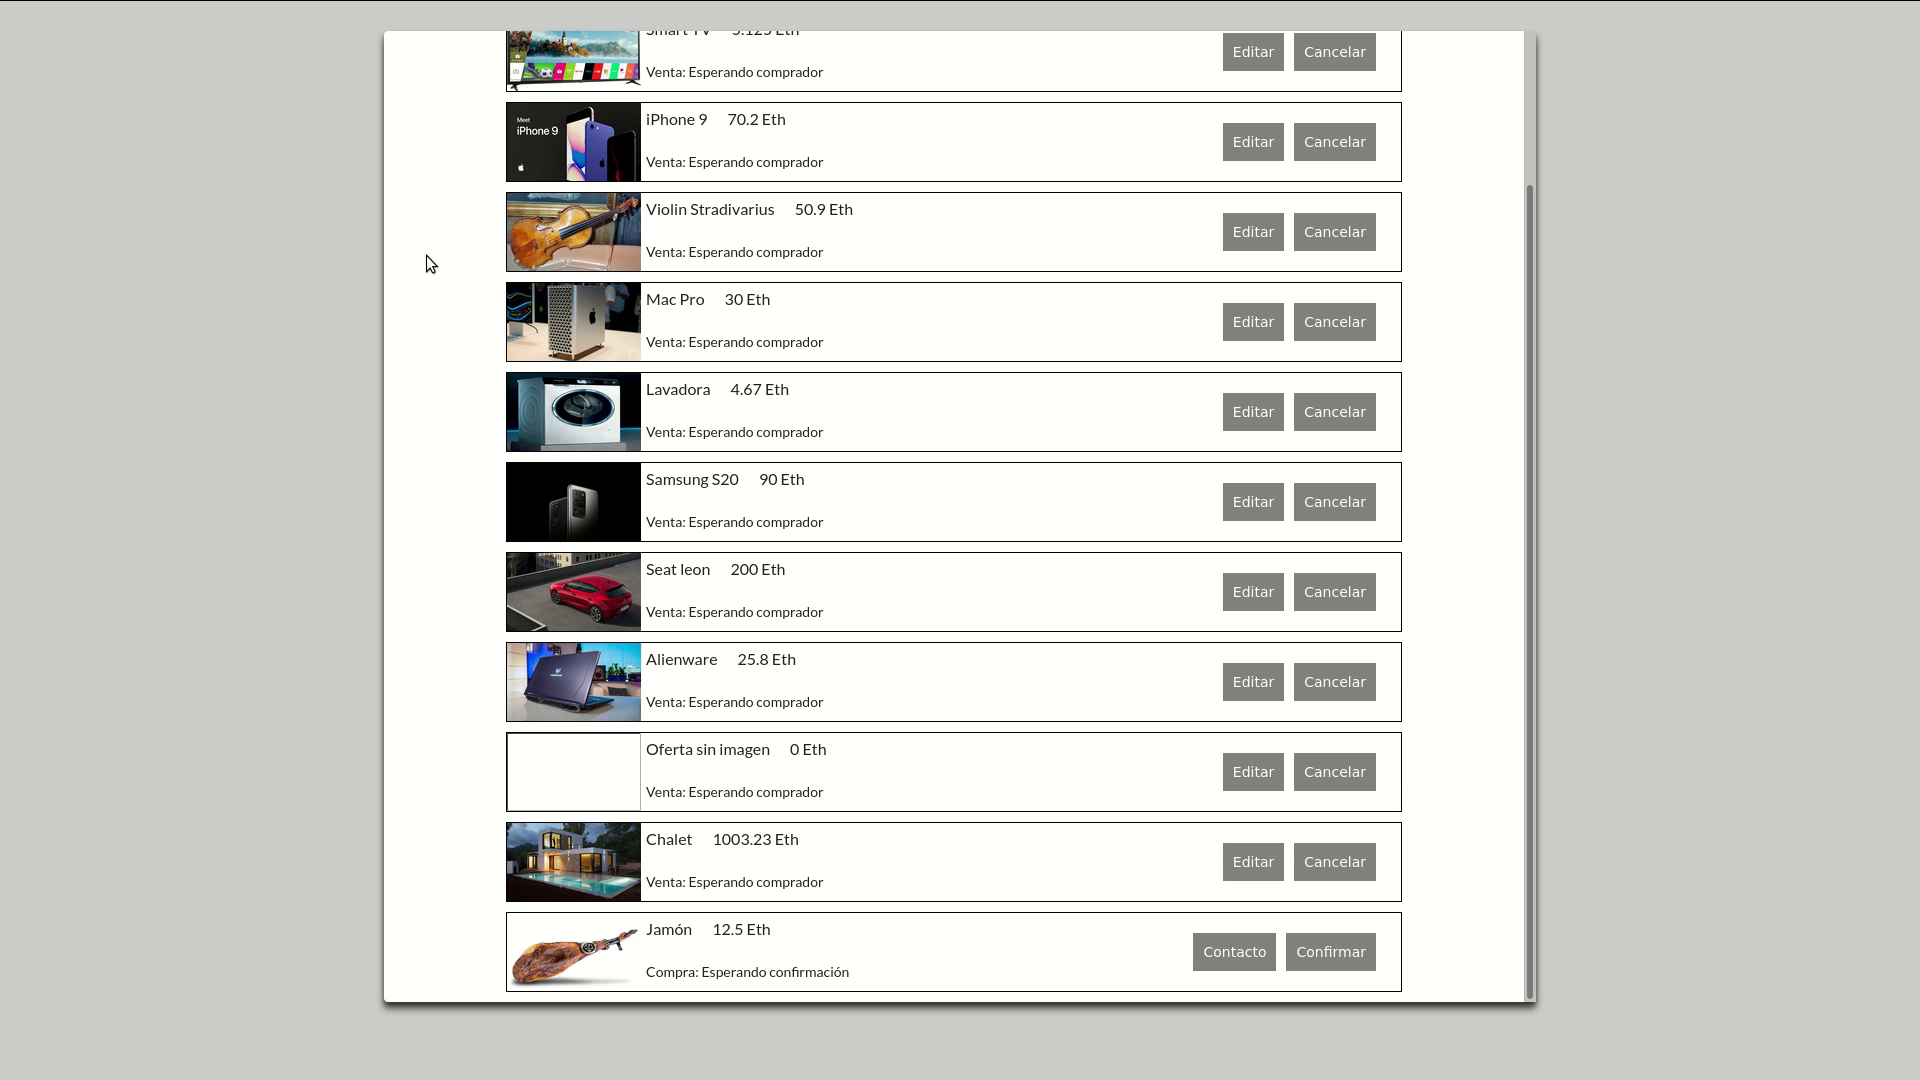 Smart TV 5.125 Eth
Editar Cancelar
Venta: Esperando comprador
Meet
iPhone 9
iPhone 9 70.2 Eth
Editar Cancelar
Venta: Esperando comprador
Violin Stradivarius 50.9 Eth
Editar Cancelar
Venta: Esperando comprador
Mac Pro 30 Eth
Editar Cancelar
Venta: Esperando comprador
Lavadora 4.67 Eth
Editar Cancelar
Venta: Esperando comprador
Samsung S20 90 Eth
Editar Cancelar
Venta: Esperando comprador
Seat leon 200 Eth
Editar Cancelar
Venta: Esperando comprador
Alienware 25.8 Eth
Editar Cancelar
Venta: Esperando comprador
Oferta sin imagen 0 Eth
Editar Cancelar
Venta: Esperando comprador
Chalet 1003.23 Eth
Editar Cancelar
Venta: Esperando comprador
Jamón 12.5 Eth
Contacto Confirmar
Compra: Esperando confirmación